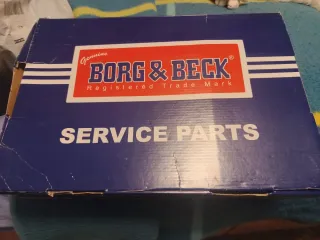 Genuine
BORG & BECK®
Registered Trade Mark
SERVICE PARTS